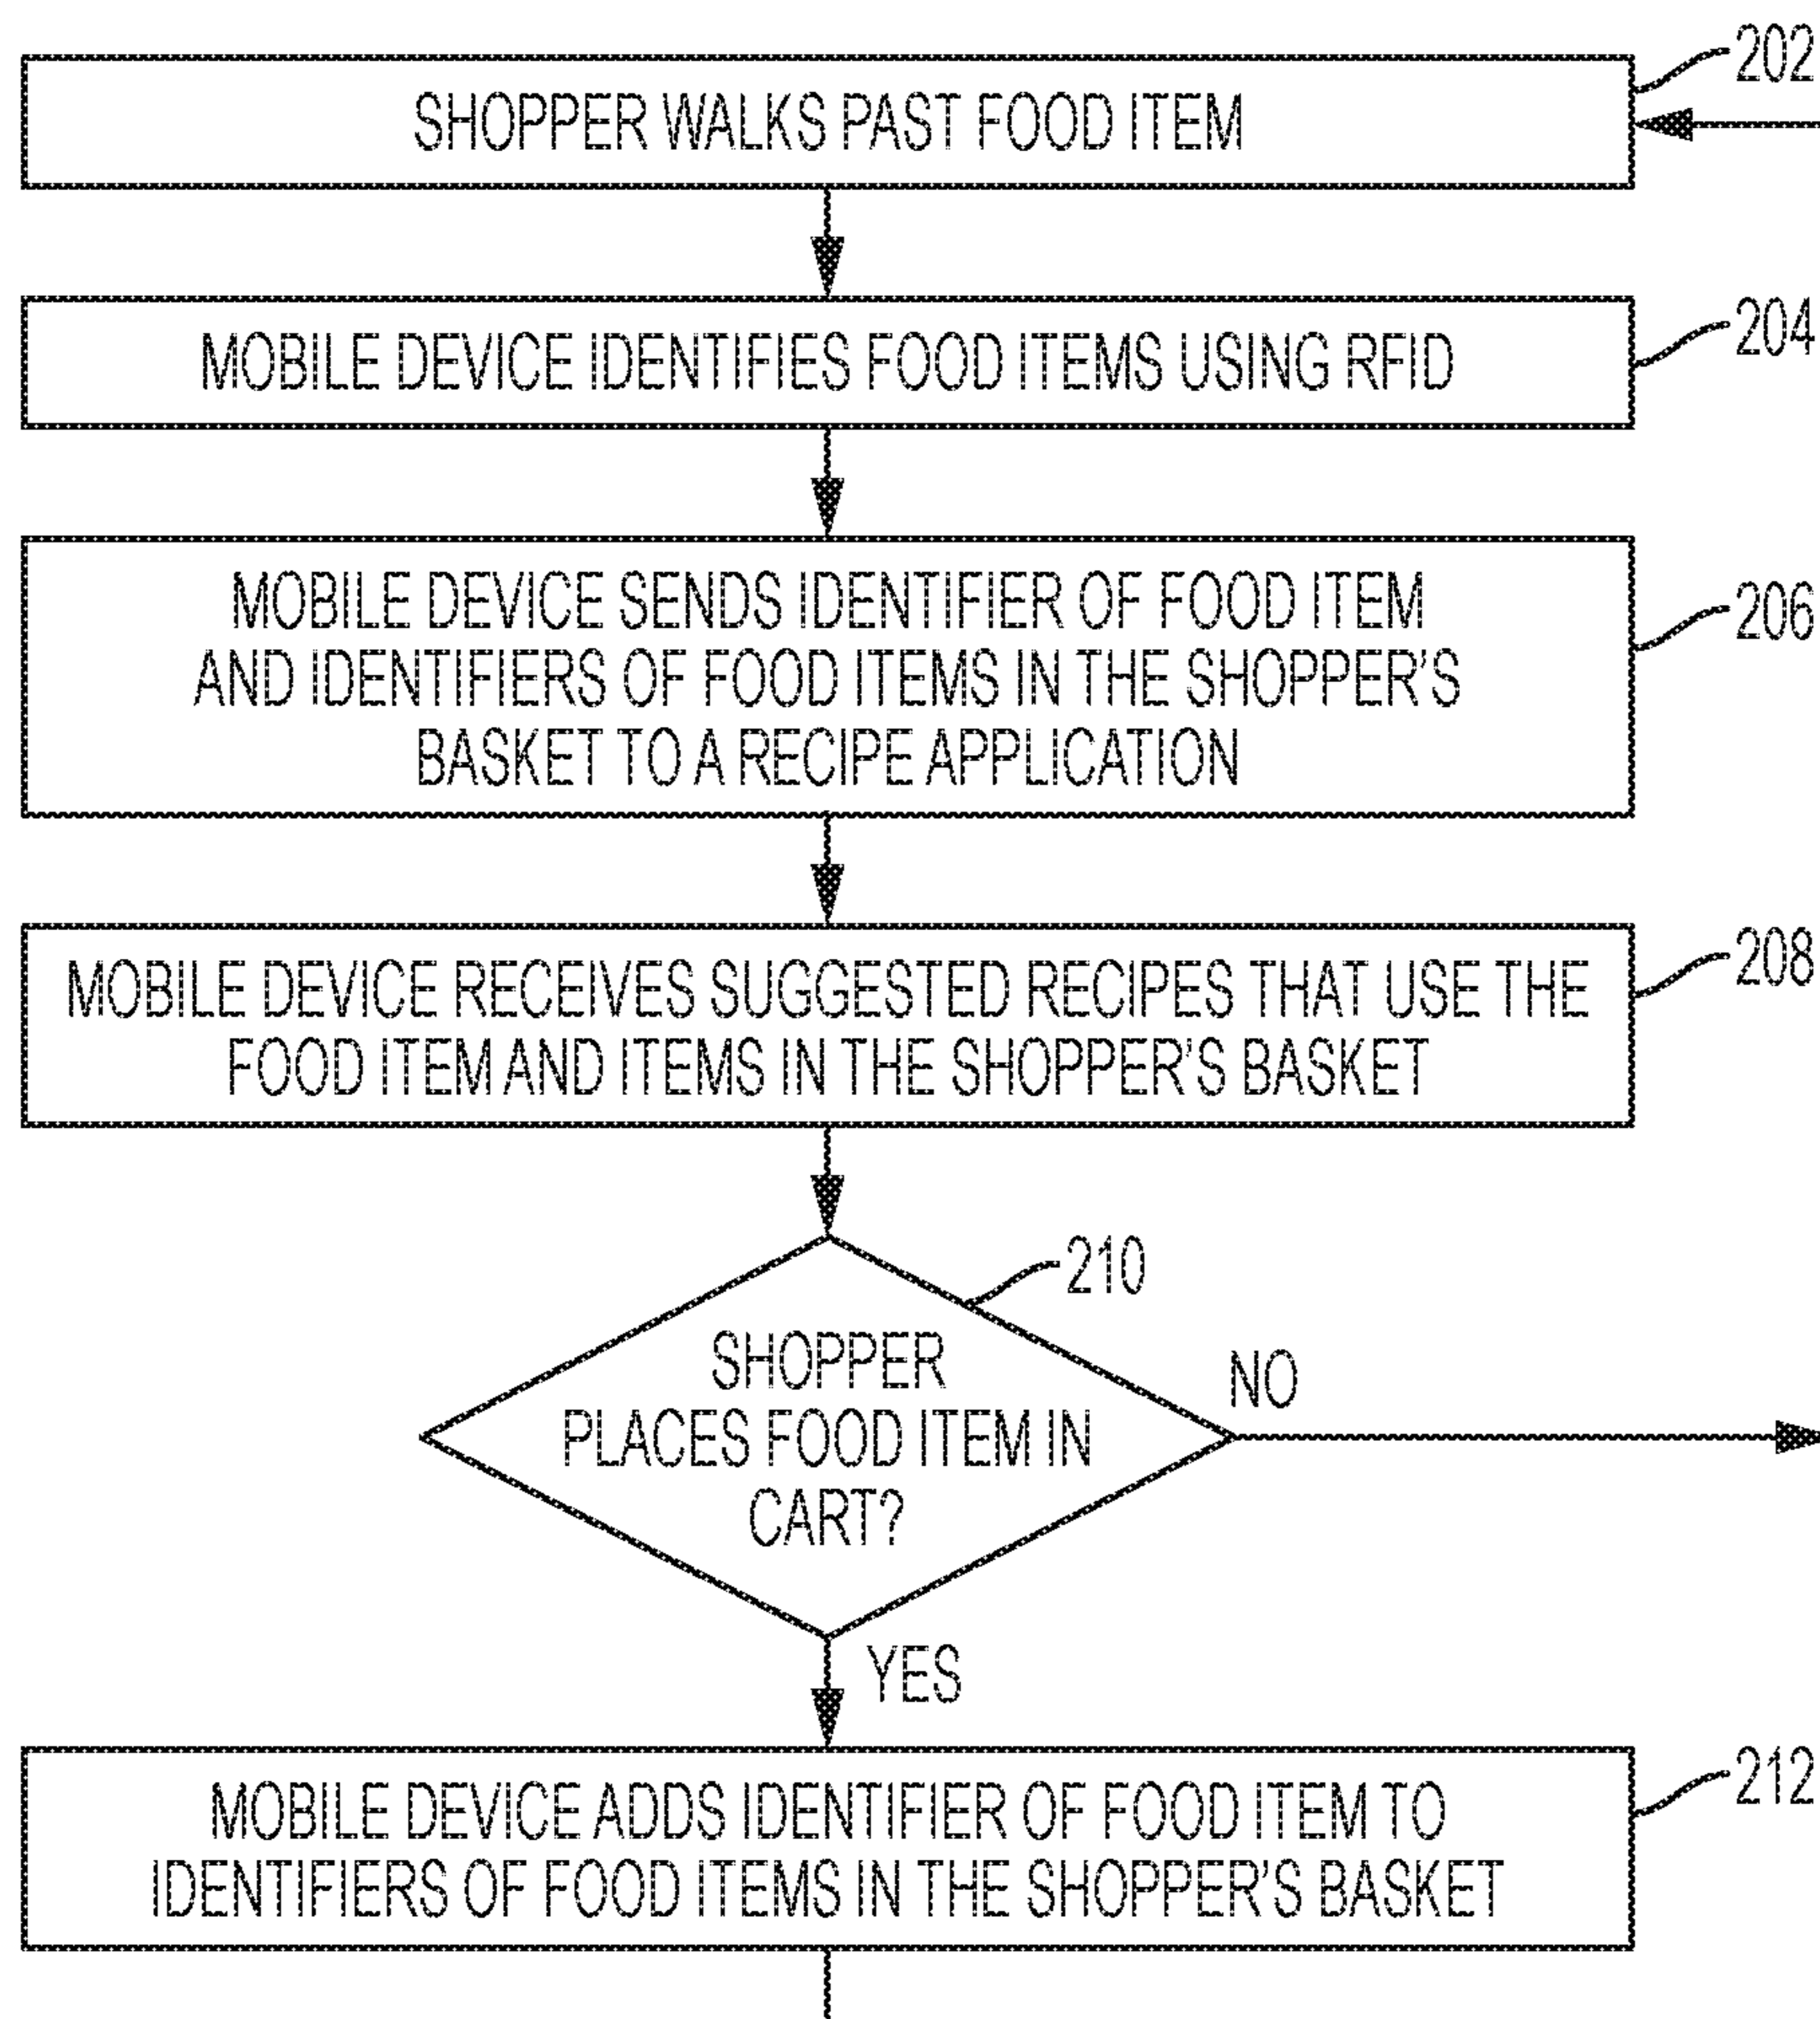 202
SHOPPER WALKS PAST FOOD ITEM
204
MOBILE DEVICE IDENTIFIES FOOD ITEMS USING RFID
206
MOBILE DEVICE SENDS IDENTIFIER OF FOOD ITEM
AND IDENTIFIERS OF FOOD ITEMS IN THE SHOPPER'S
BASKET TO A RECIPE APPLICATION
208
MOBILE DEVICE RECEIVES SUGGESTED RECIPES THAT USE THE
FOOD ITEM AND ITEMS IN THE SHOPPER'S BASKET
210
SHOPPER
PLACES FOOD ITEM IN
CART?
NO
YES
212
MOBILE DEVICE ADDS IDENTIFIER OF FOOD ITEM TO
IDENTIFIERS OF FOOD ITEMS IN THE SHOPPER'S BASKET